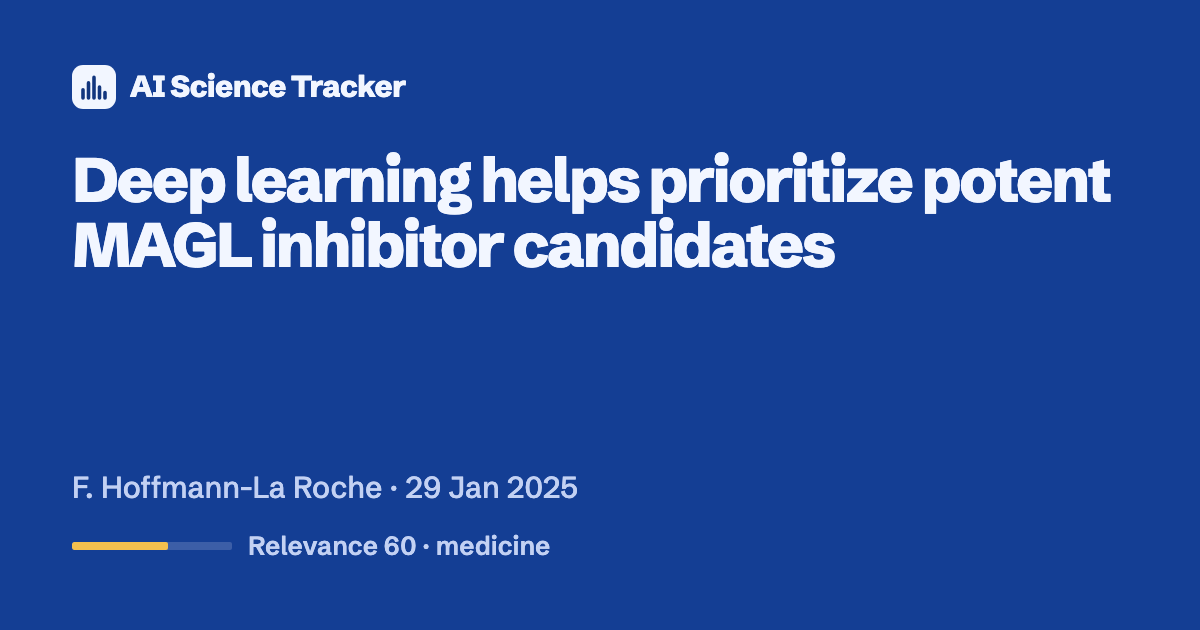 AI Science Tracker
Deep learning helps prioritize potent
MAGL inhibitor candidates
F. Hoffmann-La Roche · 29 Jan 2025
Relevance 60 · medicine